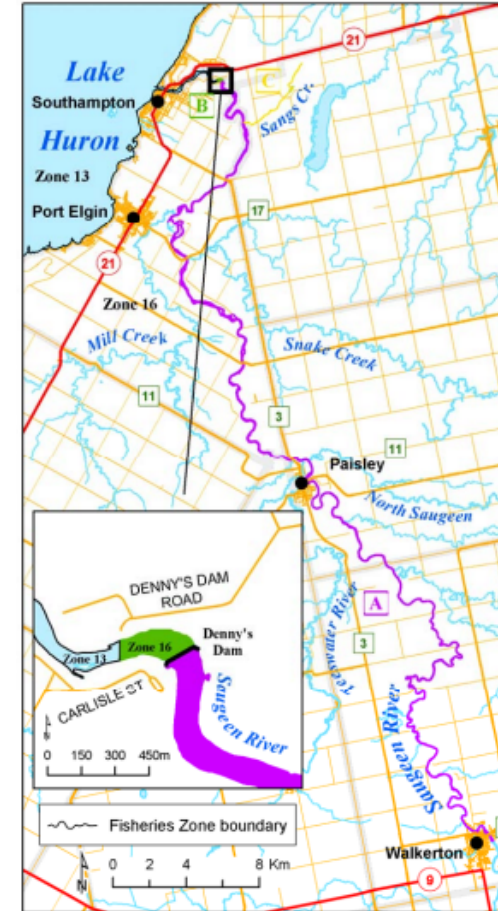 21
Lake
Southampton
B
C
Sangs Cr.
Huron
Zone 13
Port Elgin
17
21
Zone 16
Mill Creek
Snake Creek
11
3
11
Paisley
North Saugeen
A
Teeswater River
3
Saugeen River
Walkerton
9
DENNY'S DAM
ROAD
Denny's
Dam
Zone 16
Zone 13
CARLISLE ST
Saugeen River
N
0 150 300 450m
Fisheries Zone boundary
N
0 2 4 8 Km